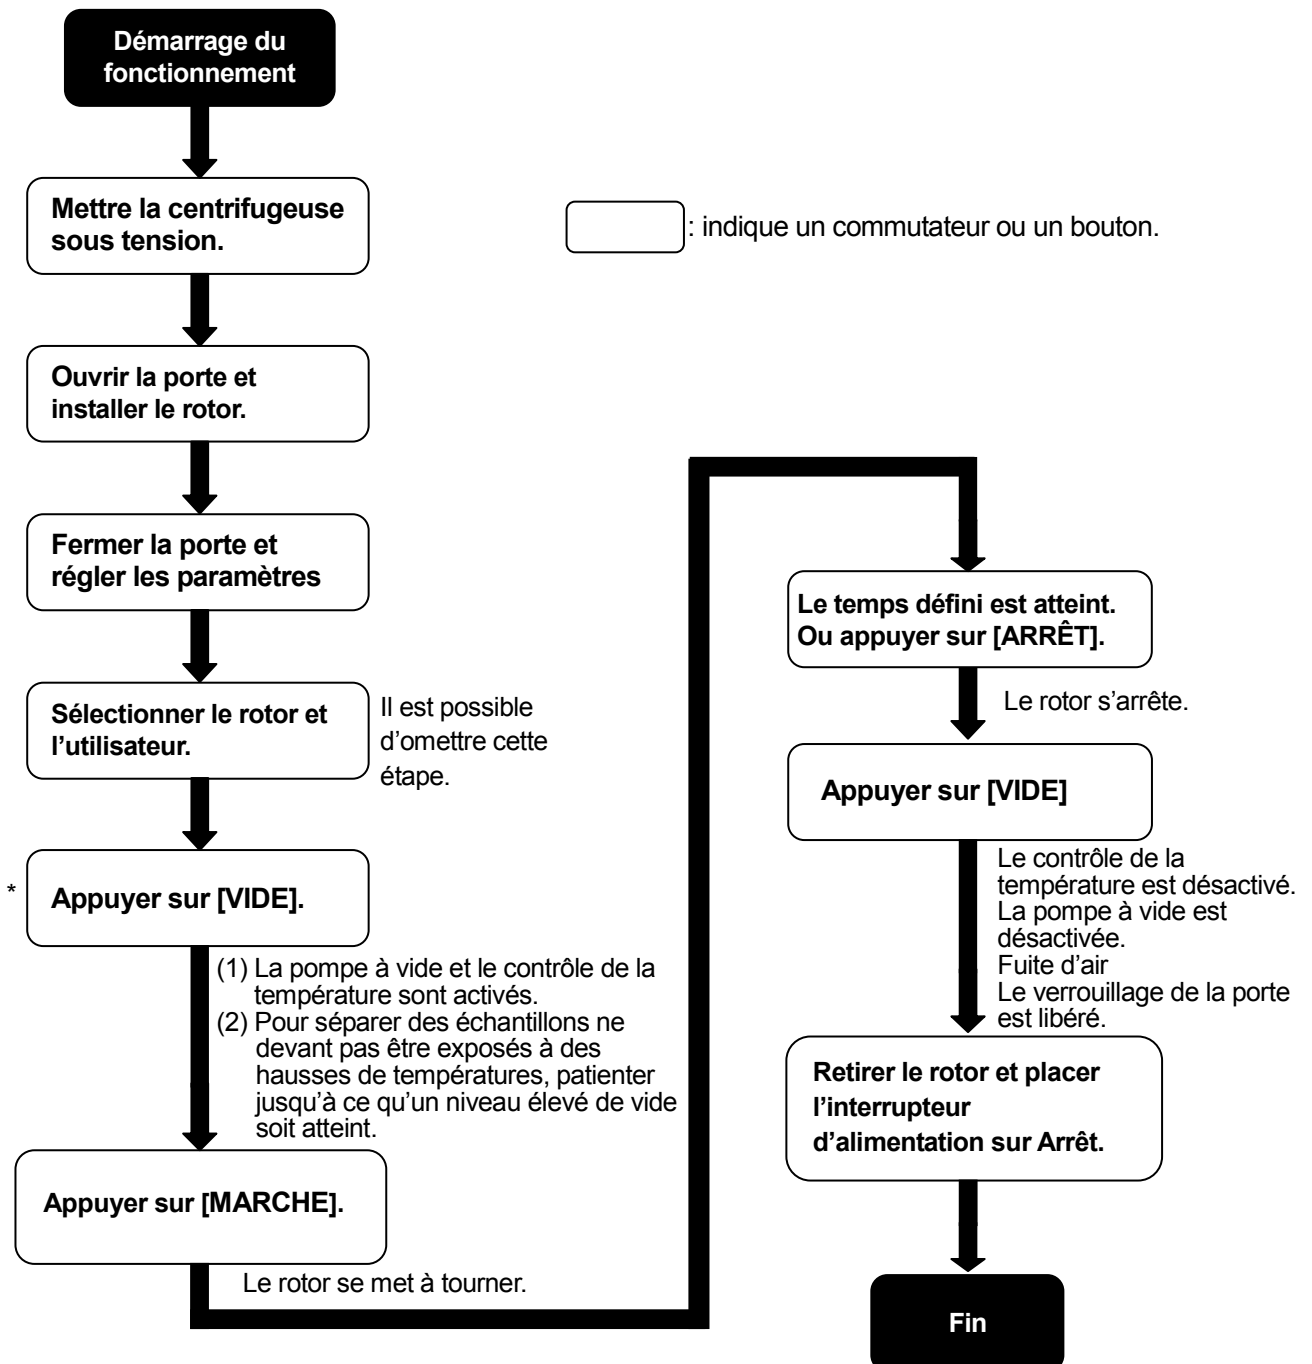 Démarrage du
fonctionnement
Mettre la centrifugeuse
sous tension.
: indique un commutateur ou un bouton.
Ouvrir la porte et
installer le rotor.
Fermer la porte et
régler les paramètres
Sélectionner le rotor et
l’utilisateur.
Il est possible
d’omettre cette
étape.
*
Appuyer sur [VIDE].
(1) La pompe à vide et le contrôle de la
température sont activés.
(2) Pour séparer des échantillons ne
devant pas être exposés à des
hausses de températures, patienter
jusqu’à ce qu’un niveau élevé de vide
soit atteint.
Appuyer sur [MARCHE].
Le rotor se met à tourner.
Le temps défini est atteint.
Ou appuyer sur [ARRÊT].
Le rotor s’arrête.
Appuyer sur [VIDE]
Le contrôle de la
température est désactivé.
La pompe à vide est
désactivée.
Fuite d’air
Le verrouillage de la porte
est libéré.
Retirer le rotor et placer
l’interrupteur
d’alimentation sur Arrêt.
Fin